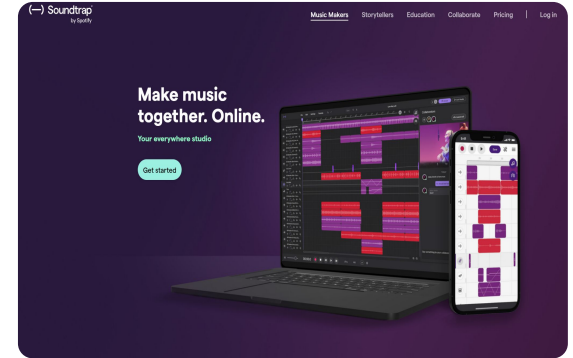 (—) Soundtrap
by Spotify
Music Makers Storytellers Education Collaborate Pricing | Log in
Make music
together. Online.
Your everywhere studio
Get started